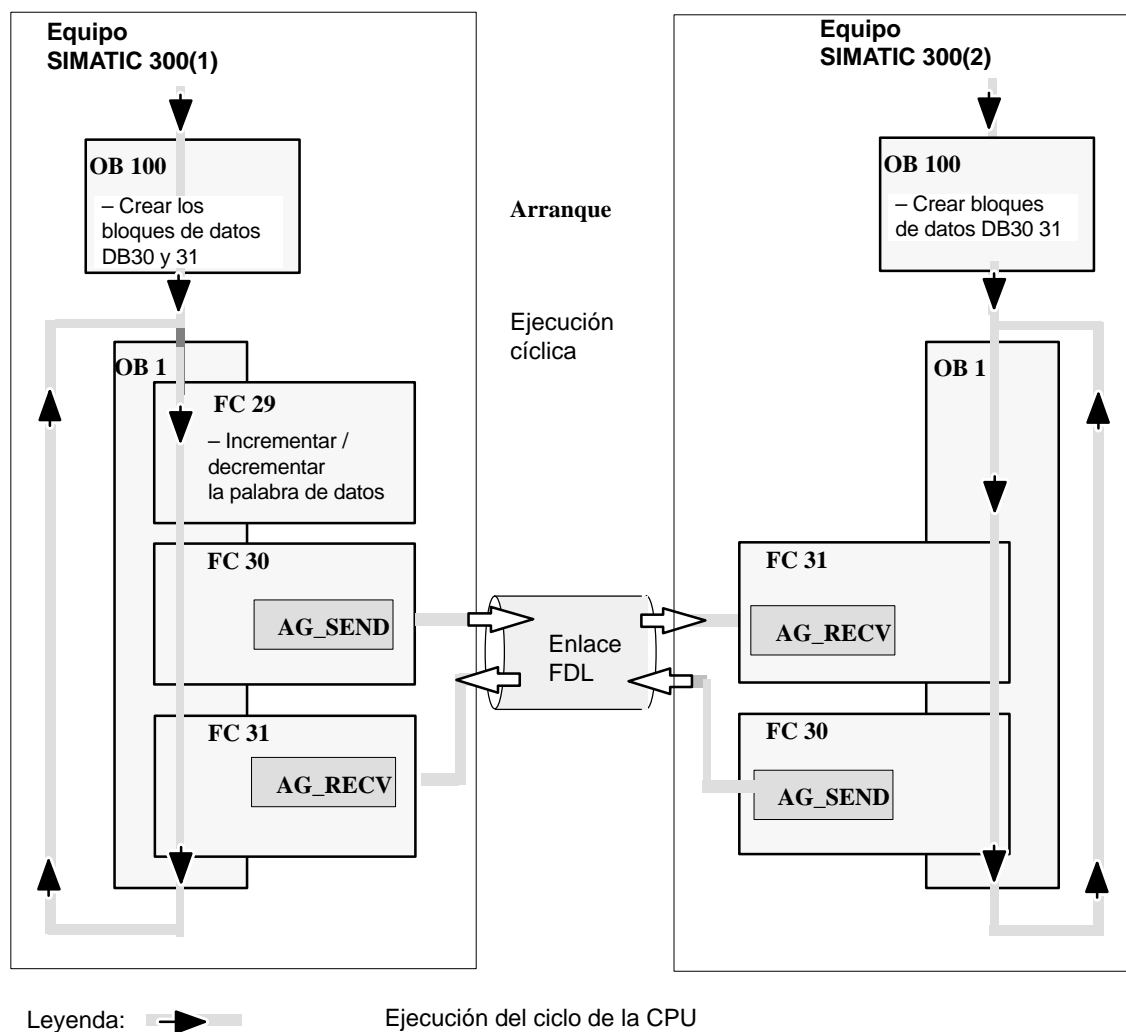 Equipo
SIMATIC 300(1)
OB 100
– Crear los
bloques de datos
DB30 y 31
OB 1
FC 29
– Incrementar /
decrementar
la palabra de datos
FC 30
AG_SEND
FC 31
AG_RECV
Arranque
Ejecución
cíclica
Enlace
FDL
Equipo
SIMATIC 300(2)
OB 100
– Crear bloques
de datos DB30 31
OB 1
FC 31
AG_RECV
FC 30
AG_SEND
Leyenda:
Ejecución del ciclo de la CPU